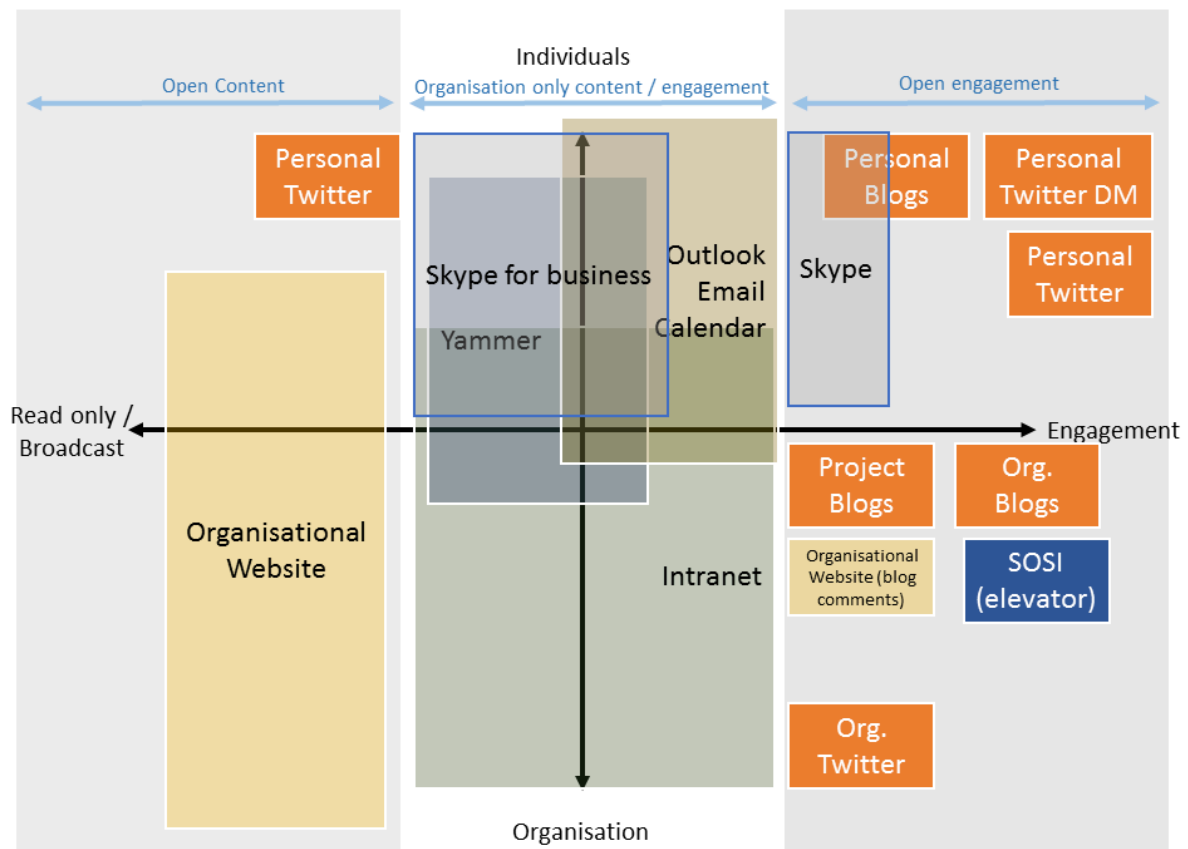 Individuals
Open Content
Organisation only content / engagement
Open engagement
Personal
Twitter
Personal
Blogs
Personal
Twitter DM
Personal
Twitter
Skype for business
Yammer
Outlook
Email
Calendar
Skype
Read only /
Broadcast
Engagement
Organisational
Website
Intranet
Project
Blogs
Org.
Blogs
Organisational
Website (blog
comments)
SOSI
(elevator)
Org.
Twitter
Organisation